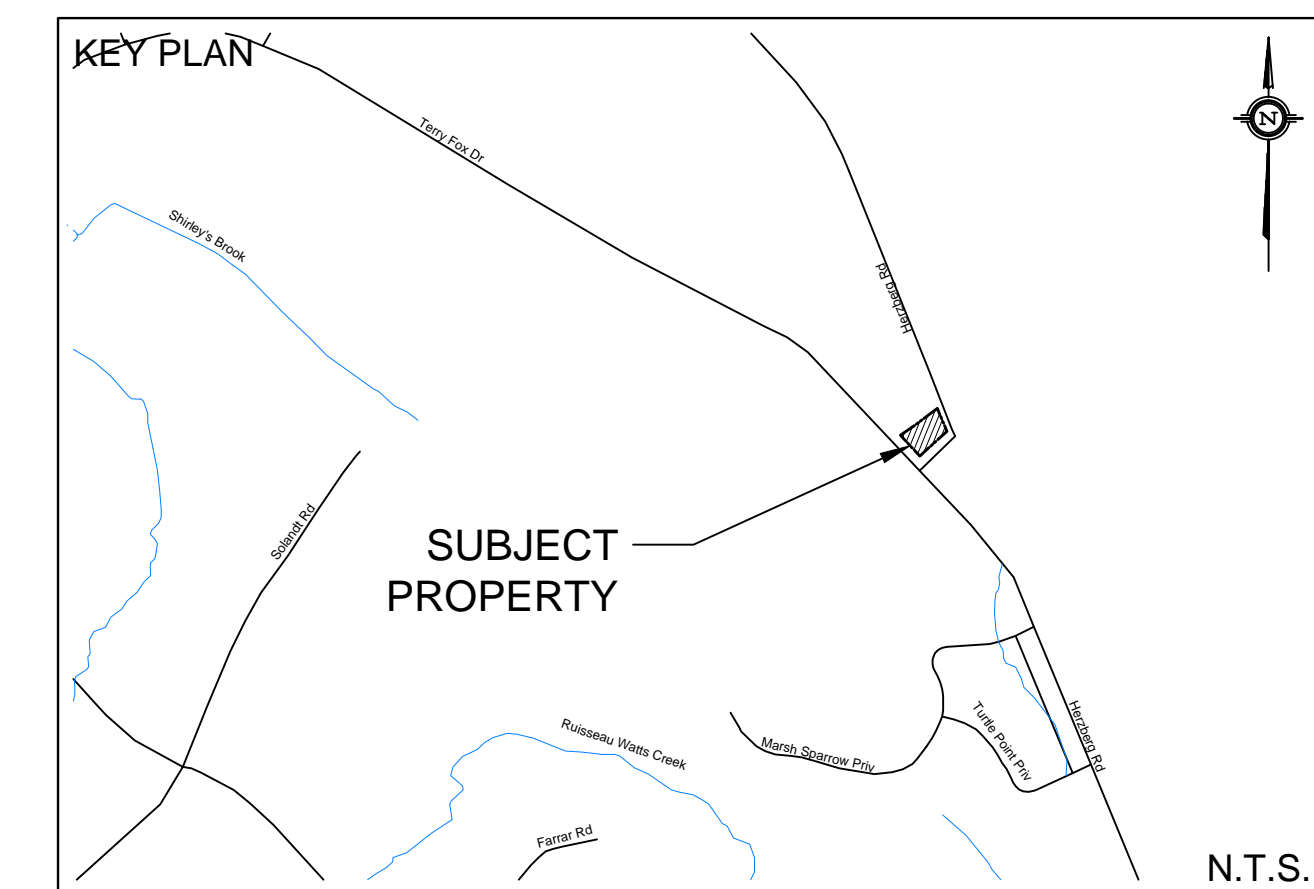 KEY PLAN
N
Terry Fox Dr
Shirley's Brook
Herzberg Rd
Solandt Rd
SUBJECT
PROPERTY
Ruisseau Watts Creek
Marsh Sparrow Priv
Turtle Point Priv
Herzberg Rd
Farrar Rd
N.T.S.